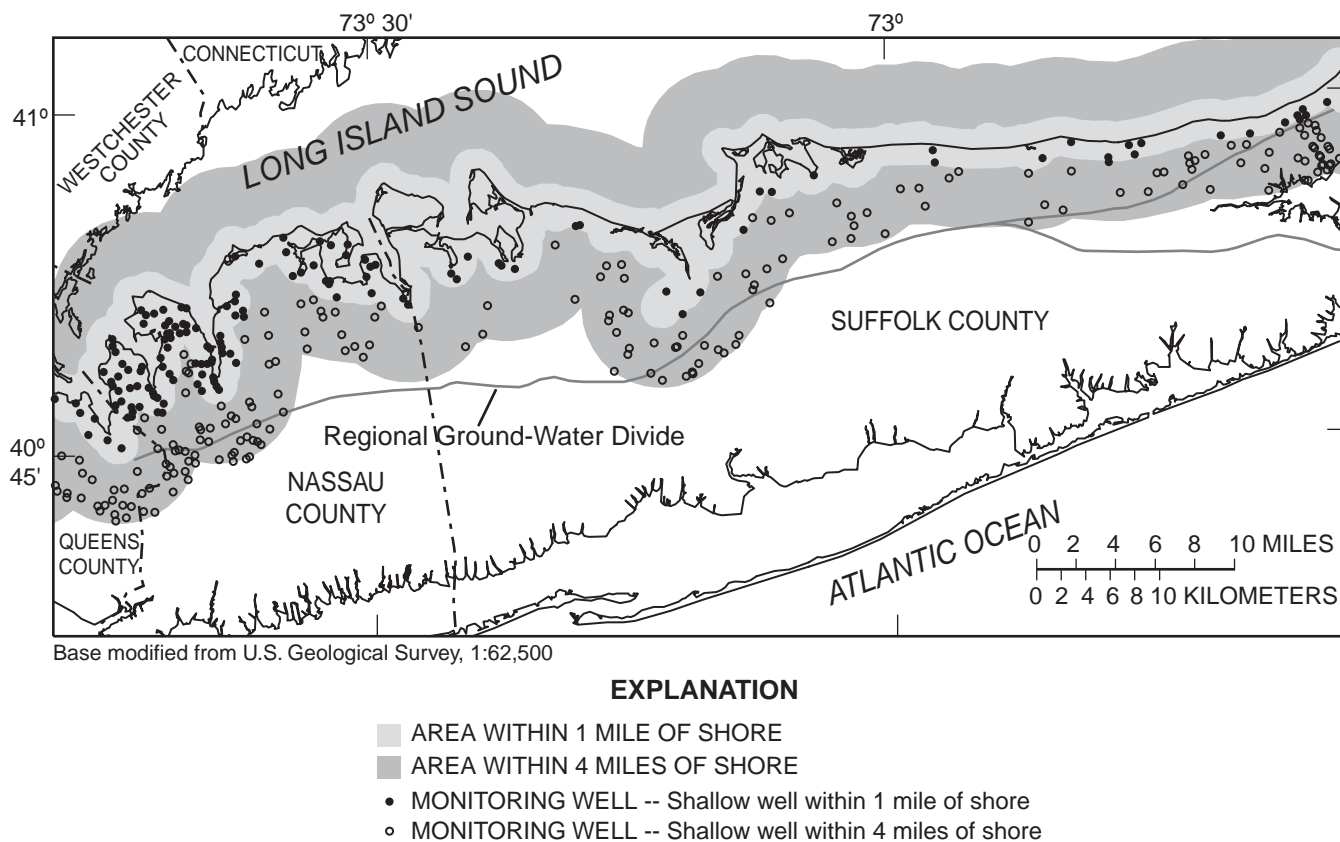 73º 30'
73º
CONNECTICUT
WESTCHESTER
COUNTY
LONG ISLAND SOUND
41º
SUFFOLK COUNTY
Regional Ground-Water Divide
40º
45'
NASSAU
COUNTY
QUEENS
COUNTY
ATLANTIC OCEAN
0 2 4 6 8 10 MILES
0 2 4 6 8 10 KILOMETERS
Base modified from U.S. Geological Survey, 1:62,500
EXPLANATION
AREA WITHIN 1 MILE OF SHORE
AREA WITHIN 4 MILES OF SHORE
MONITORING WELL -- Shallow well within 1 mile of shore
MONITORING WELL -- Shallow well within 4 miles of shore